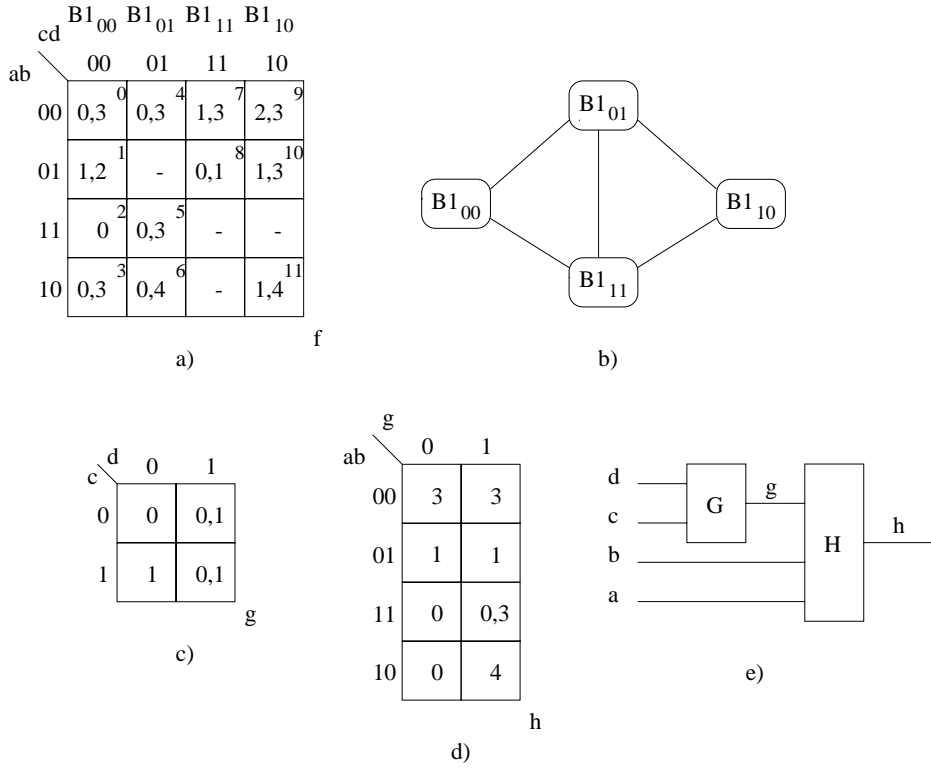 B1₀₀ B1₀₁ B1₁₁ B1₁₀
cd
ab 00 01 11 10
00 0,3 0 0,3 4 1,3 7 2,3 9
01 1,2 1 - 0,1 8 1,3 10
11 0 2 0,3 5 - -
10 0,3 3 0,4 6 - 1,4 11
f
a)
B1₀₁
B1₀₀ B1₁₀
B1₁₁
b)
d
c 0 1
0 0 0,1
1 1 0,1
g
c)
g
ab 0 1
00 3 3
01 1 1
11 0 0,3
10 0 4
h
d)
d
c
b
a
G
g
H
h
e)